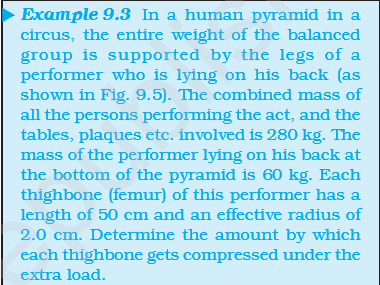 ▶ Example 9.3 In a human pyramid in a
circus, the entire weight of the balanced
group is supported by the legs of a
performer who is lying on his back (as
shown in Fig. 9.5). The combined mass of
all the persons performing the act, and the
tables, plaques etc. involved is 280 kg. The
mass of the performer lying on his back at
the bottom of the pyramid is 60 kg. Each
thighbone (femur) of this performer has a
length of 50 cm and an effective radius of
2.0 cm. Determine the amount by which
each thighbone gets compressed under the
extra load.